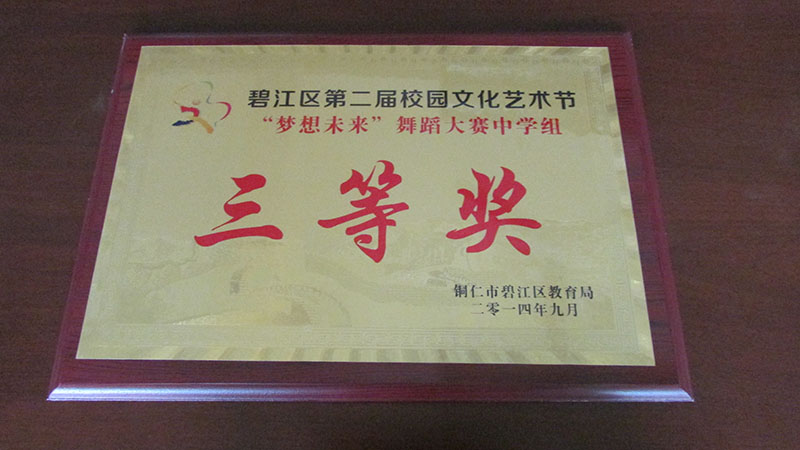 碧江区第二届校园文化艺术节
“梦想未来”舞蹈大赛中学组
三等奖
铜仁市碧江区教育局
二零一四年九月